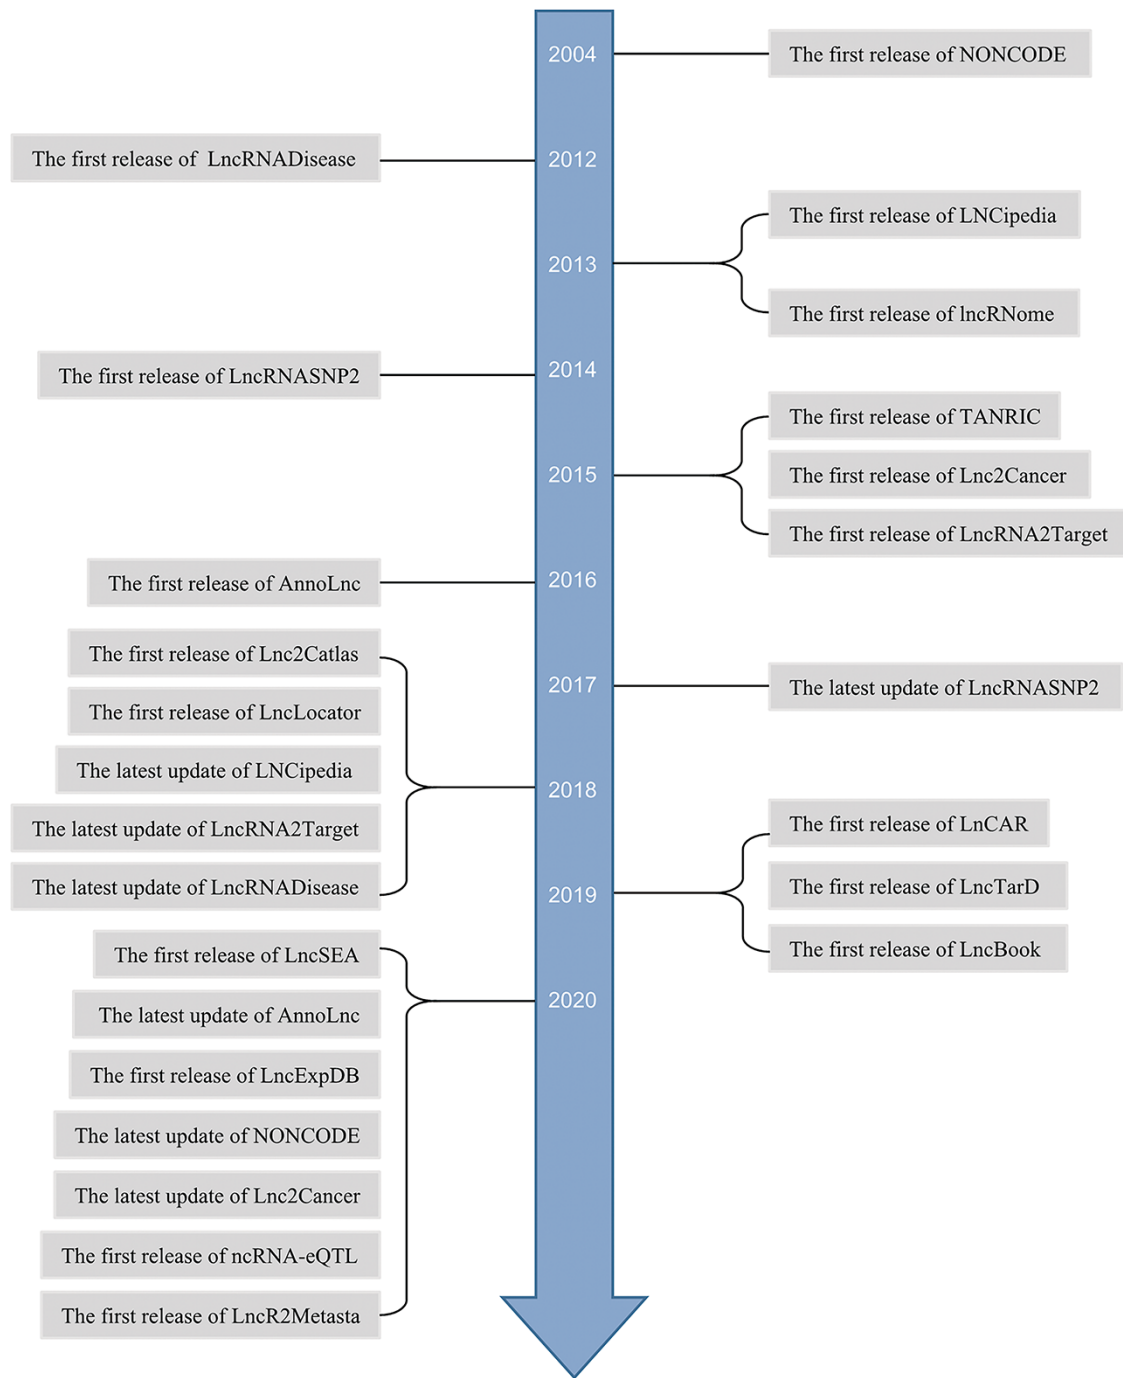 2004
The first release of NONCODE
The first release of LncRNADisease
2012
The first release of LNCipedia
2013
The first release of lncRNome
The first release of LncRNASNP2
2014
The first release of TANRIC
2015
The first release of Lnc2Cancer
The first release of LncRNA2Target
The first release of AnnoLnc
2016
The first release of Lnc2Catlas
The first release of LncLocator
The latest update of LNCipedia
The latest update of LncRNA2Target
The latest update of LncRNADisease
2017
The latest update of LncRNASNP2
2018
The first release of LnCAR
2019
The first release of LncTarD
The first release of LncBook
The first release of LncSEA
2020
The latest update of AnnoLnc
The first release of LncExpDB
The latest update of NONCODE
The latest update of Lnc2Cancer
The first release of ncRNA-eQTL
The first release of LncR2Metasta